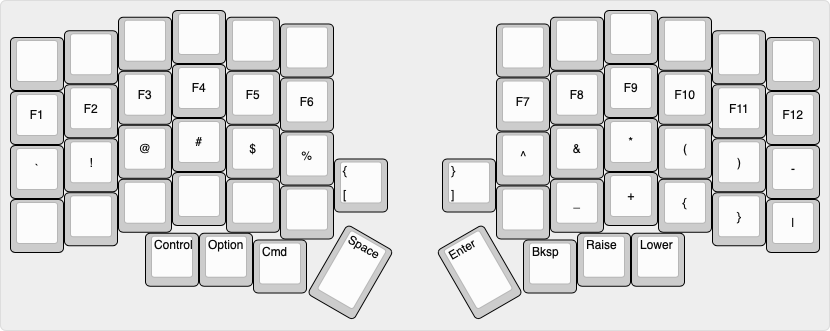 F1 F2 F3 F4 F5 F6 F7 F8 F9 F10 F11 F12
` ! @ # $ % ^ & * ( ) -
{ }
[ ]
_ + { } |
Control Option Cmd Space Enter Bksp Raise Lower